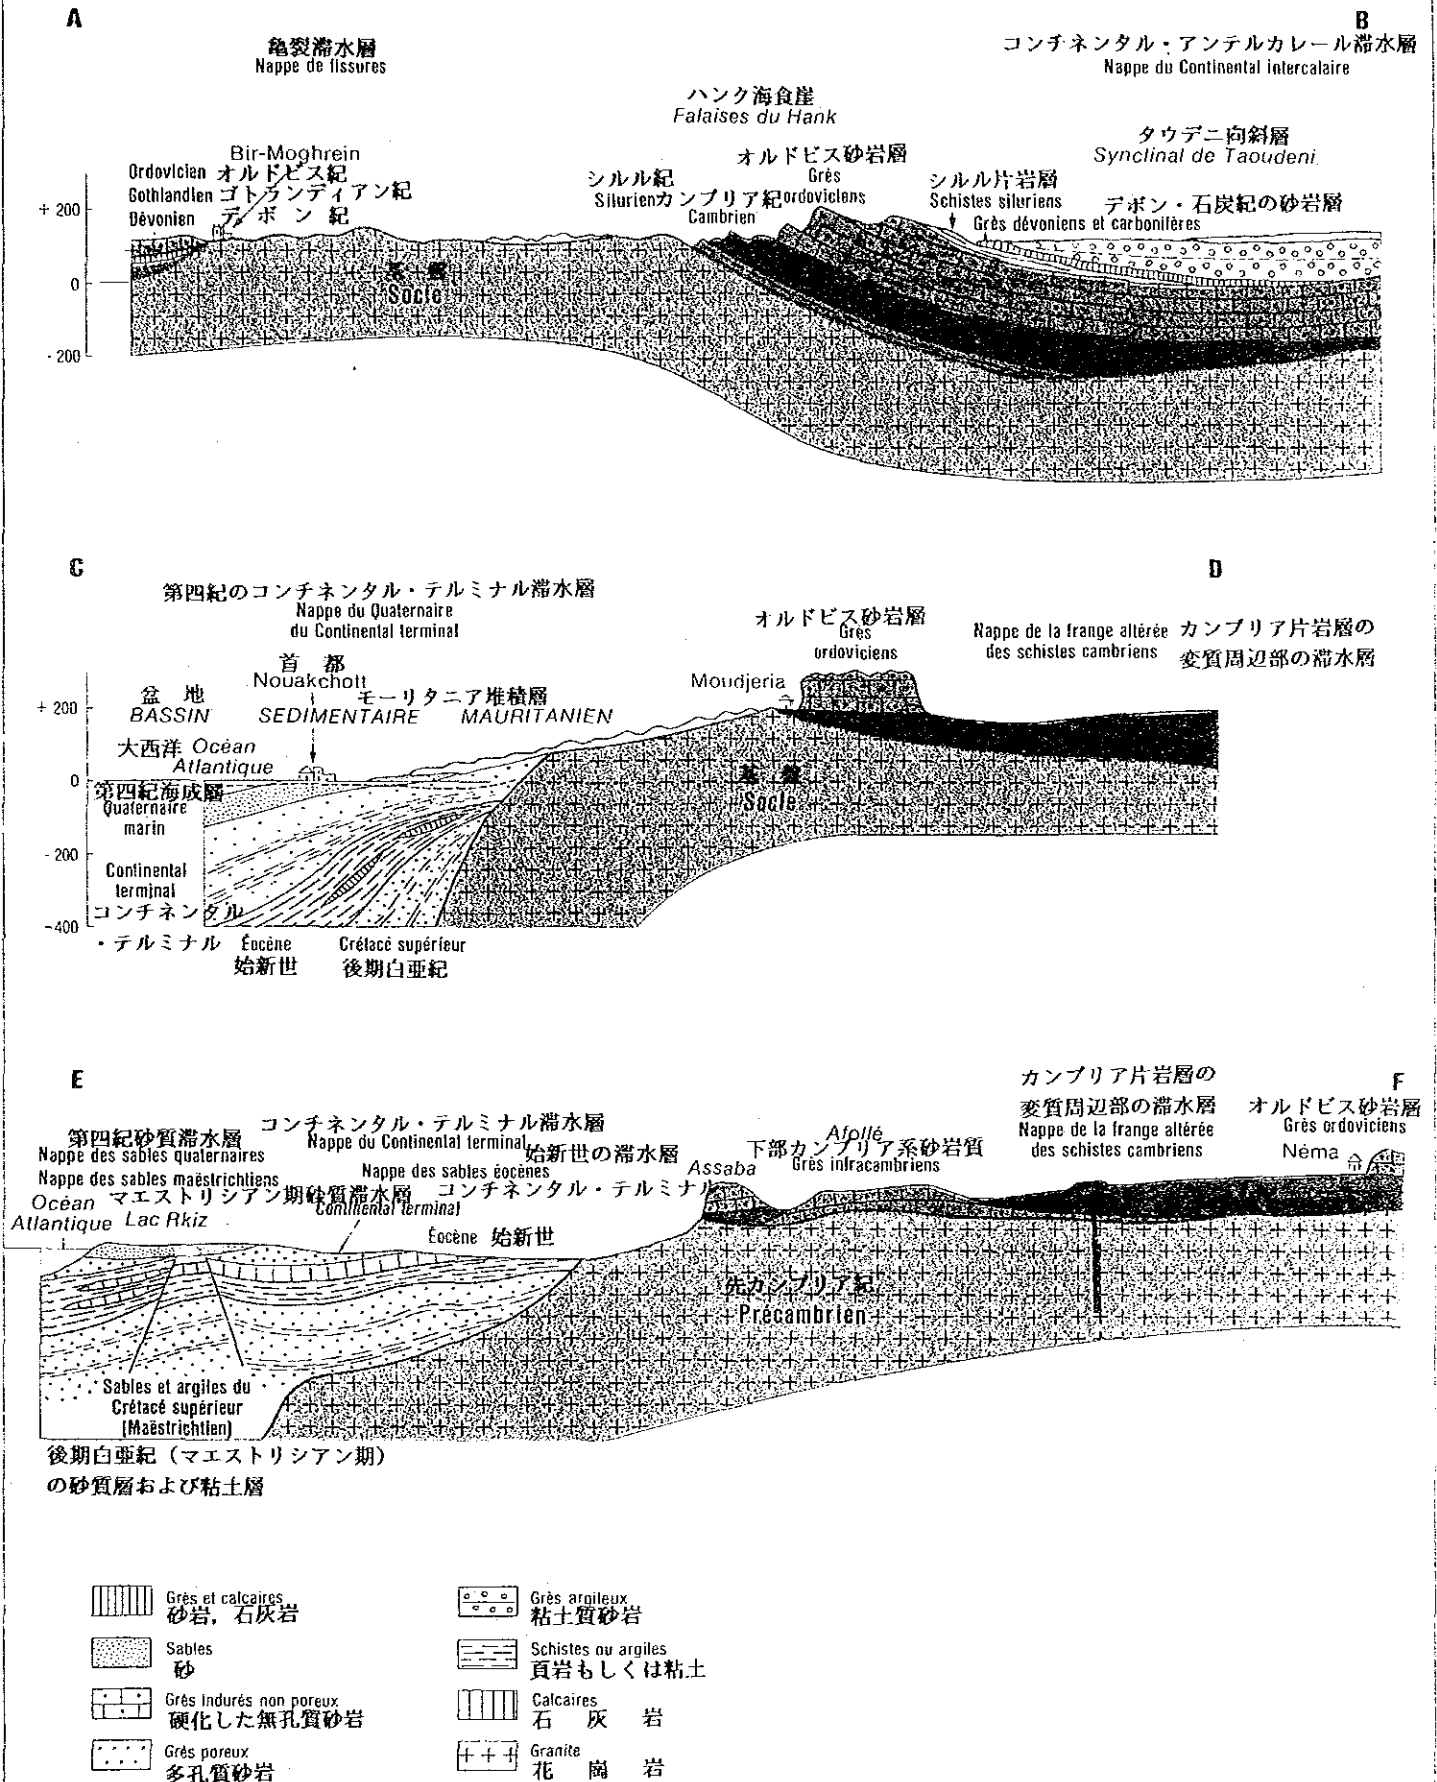 A
B
亀裂滞水層
Nappe de fissures
コンチネンタル・アンテルカレール滞水層
Nappe du Continental intercalaire
ハンク海食崖
Falaises du Hank
タウデニ向斜層
Synclinal de Taoudeni
Bir-Moghrein
オルドビス砂岩層
Grès
ordoviciens
Ordovicien オルドビス紀
Gothlandien ゴトランディアン紀
Dévonien デボン紀
シルル紀
Silurien
カンブリア紀
Cambrien
シルル片岩層
Schistes siluriens
デボン・石炭紀の砂岩層
Grès dévoniens et carbonifères
+ 200
0
- 200
基盤
Socle
C
D
第四紀のコンチネンタル・テルミナル滞水層
Nappe du Quaternaire
du Continental terminal
オルドビス砂岩層
Grès
ordoviciens
Nappe de la frange altérée
des schistes cambriens
カンブリア片岩層の
変質周辺部の滞水層
首都
Nouakchott
Moudjeria
盆地 モーリタニア堆積層
BASSIN SEDIMENTAIRE MAURITANIEN
大西洋 Océan
Atlantique
+ 200
0
- 200
-400
第四紀海成層
Quaternaire
marin
基盤
Socle
Continental
terminal
コンチネンタル
・テルミナル
Éocène
始新世
Crétacé supérieur
後期白亜紀
E
F
カンブリア片岩層の
変質周辺部の滞水層
Nappe de la frange altérée
des schistes cambriens
オルドビス砂岩層
Grès ordoviciens
Néma
第四紀砂質滞水層
Nappe des sables quaternaires
Nappe des sables maëstrichtiens
マエストリシアン期砂質滞水層
コンチネンタル・テルミナル滞水層
Nappe du Continental terminal
始新世の滞水層
Nappe des sables éocènes
コンチネンタル・テルミナル
Continental terminal
Afollé
下部カンブリア系砂岩質
Grès infracambriens
Assaba
Océan
Atlantique
Lac Rkiz
Éocène 始新世
先カンブリア紀
Précambrien
Sables et argiles du
Crétacé supérieur
(Maëstrichtien)
後期白亜紀（マエストリシアン期）
の砂質層および粘土層
Grès et calcaires
砂岩，石灰岩
Sables
砂
Grès indurés non poreux
硬化した無孔質砂岩
Grès poreux
多孔質砂岩
Grès argileux
粘土質砂岩
Schistes ou argiles
頁岩もしくは粘土
Calcaires
石灰岩
Granite
花崗岩